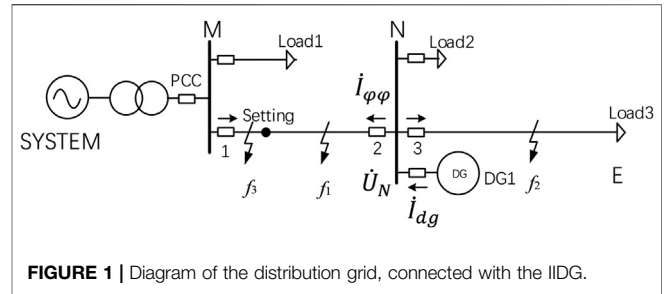 M
N
Load1
Load2
İφφ
PCC
Setting
Load3
SYSTEM
1
2
3
f3
f1
U̇N
DG
DG1
f2
E
İdg
FIGURE 1 | Diagram of the distribution grid, connected with the IIDG.